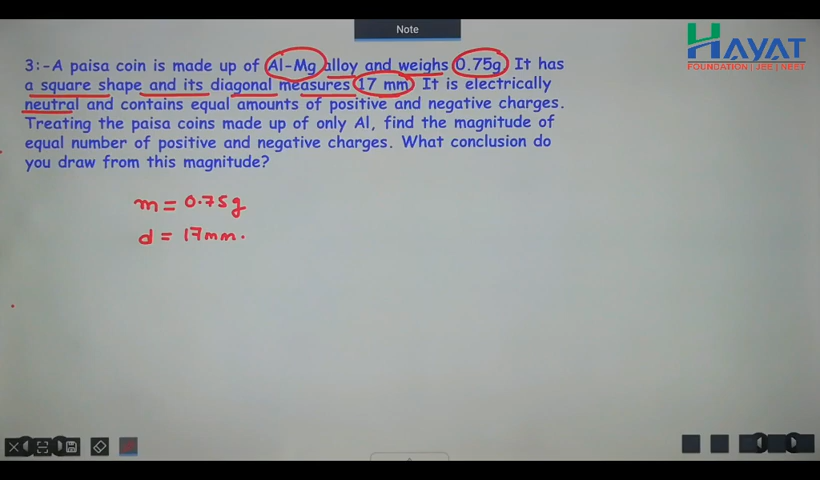 Note
HAYAT
FOUNDATION | JEE | NEET
3:-A paisa coin is made up of Al-Mg alloy and weighs 0.75g It has
a square shape and its diagonal measures 17 mm It is electrically
neutral and contains equal amounts of positive and negative charges.
Treating the paisa coins made up of only Al, find the magnitude of
equal number of positive and negative charges. What conclusion do
you draw from this magnitude?
m = 0.75g
d = 17mm.